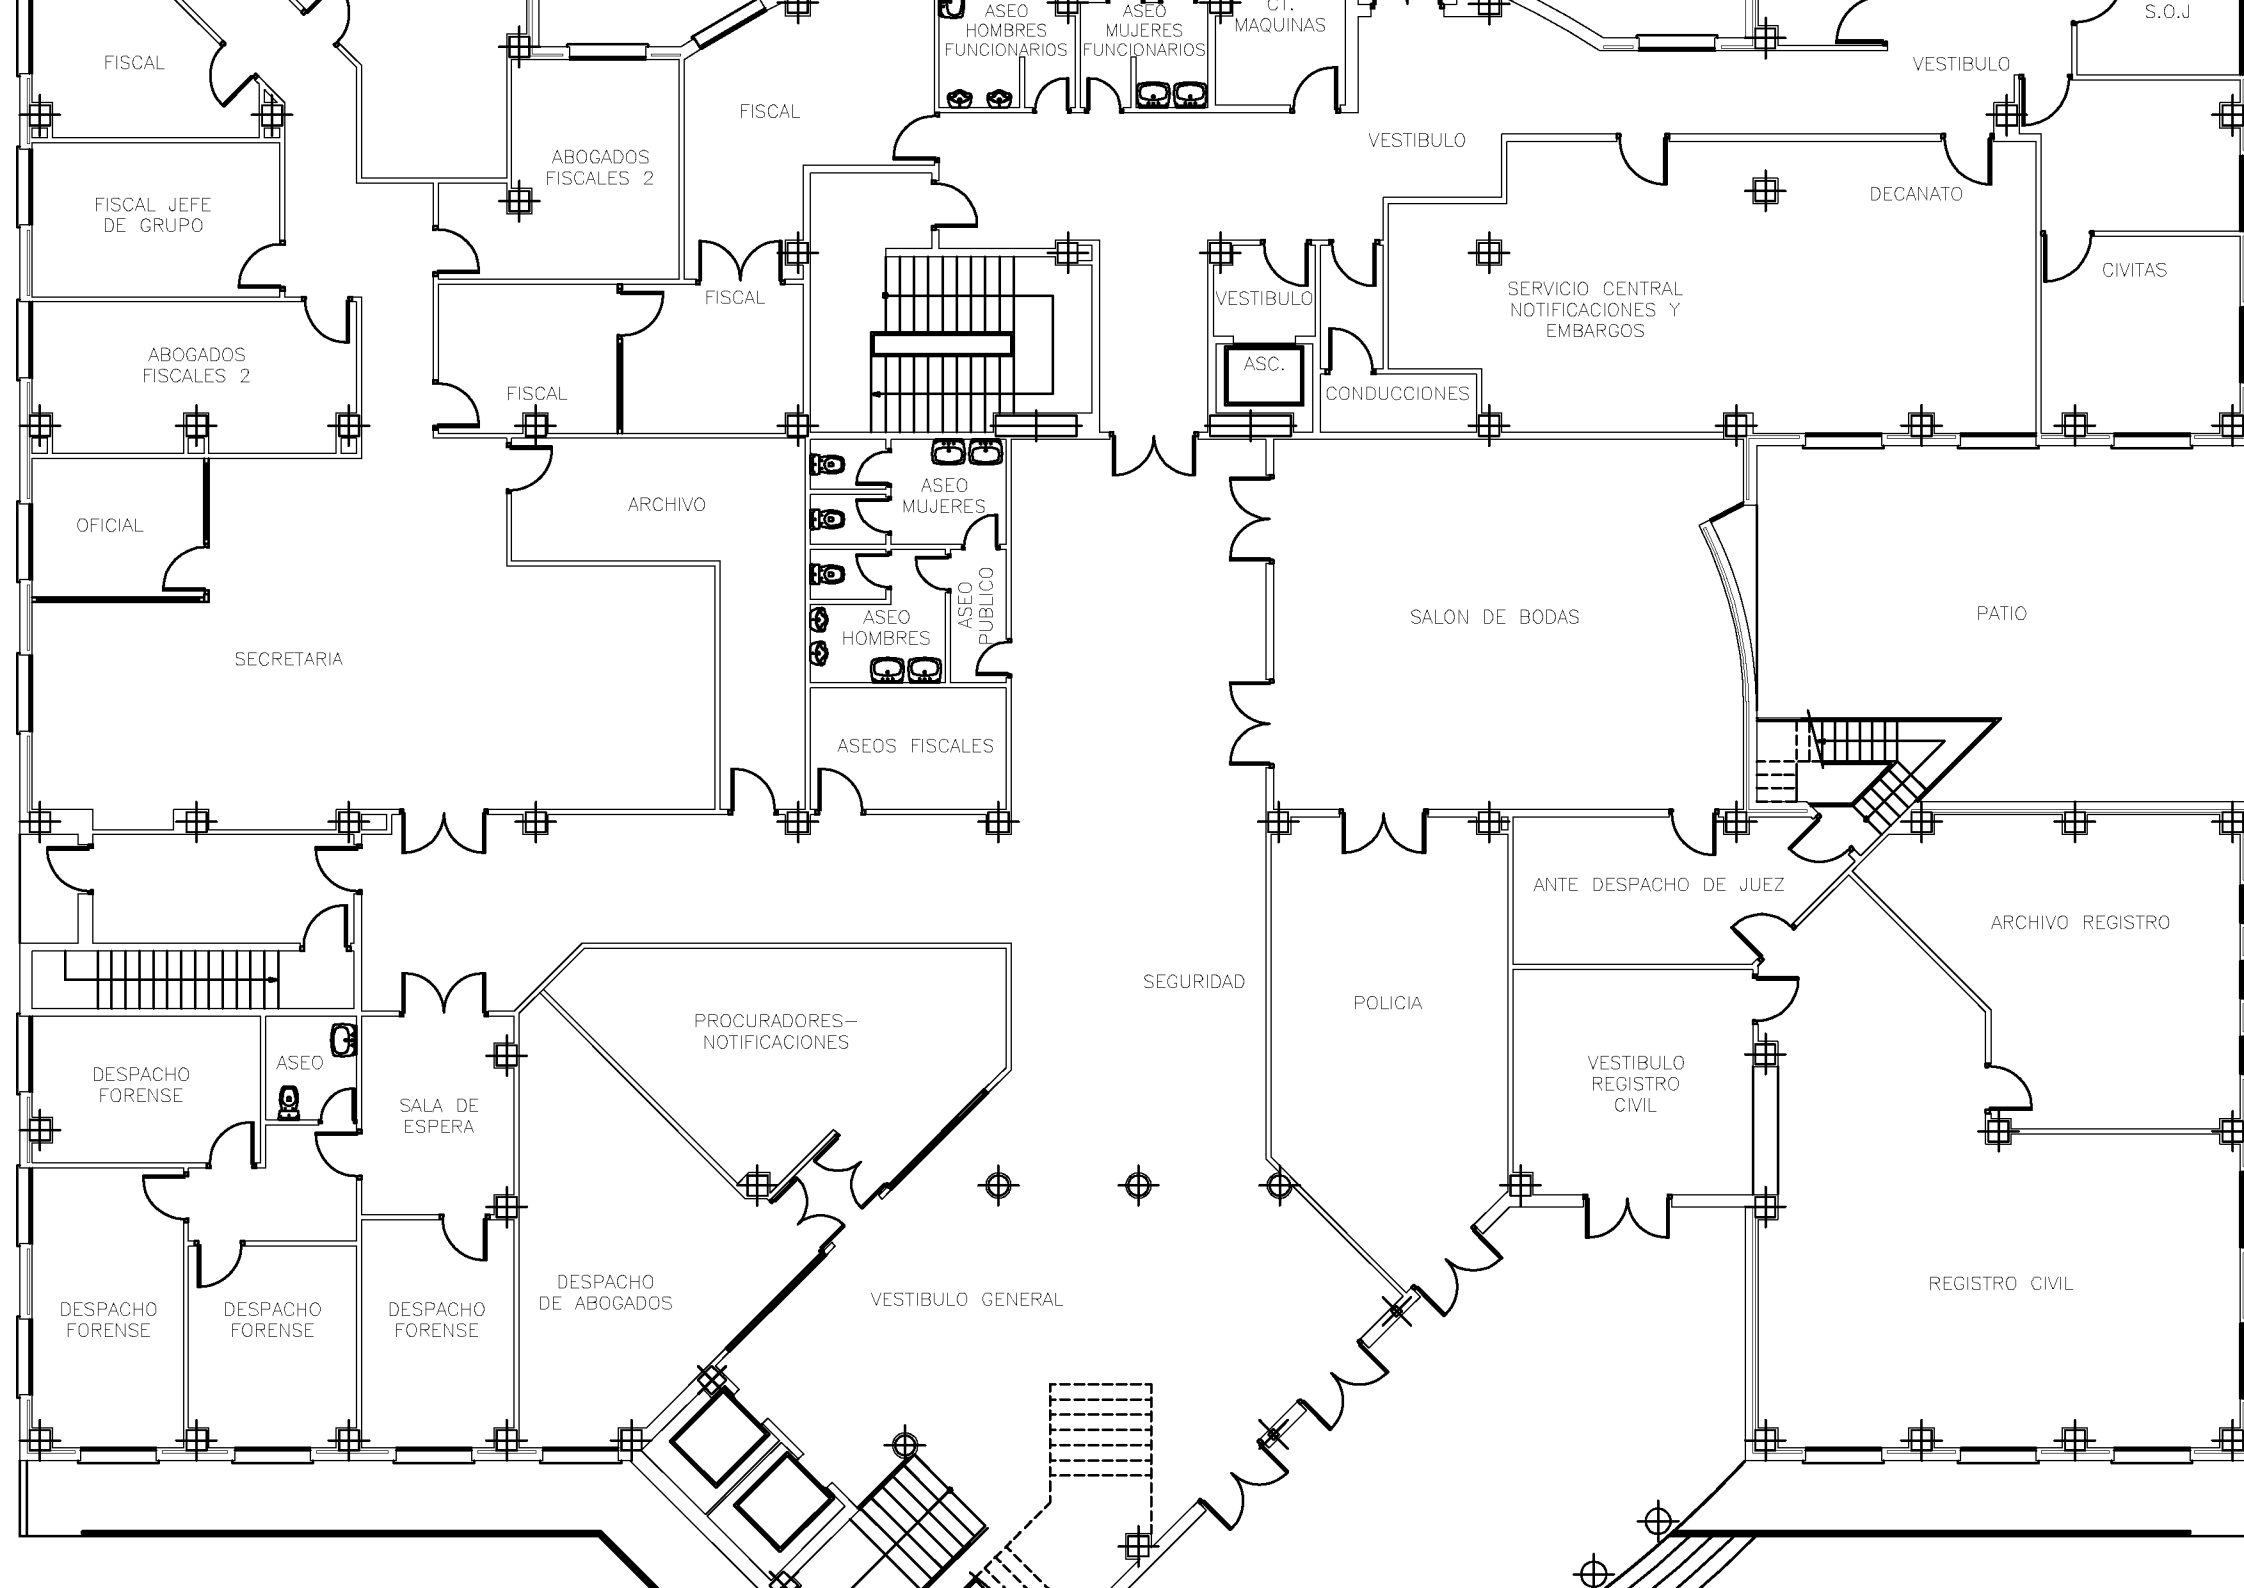 ASEO
HOMBRES
FUNCIONARIOS
ASEO
MUJERES
FUNCIONARIOS
CT.
MAQUINAS
S.O.J
FISCAL
VESTIBULO
FISCAL
VESTIBULO
ABOGADOS
FISCALES 2
FISCAL JEFE
DE GRUPO
DECANATO
CIVITAS
FISCAL
VESTIBULO
SERVICIO CENTRAL
NOTIFICACIONES Y
EMBARGOS
ABOGADOS
FISCALES 2
ASC.
FISCAL
CONDUCCIONES
ASEO
MUJERES
ARCHIVO
OFICIAL
ASEO
PUBLICO
ASEO
HOMBRES
SALON DE BODAS
PATIO
SECRETARIA
ASEOS FISCALES
ANTE DESPACHO DE JUEZ
ARCHIVO REGISTRO
SEGURIDAD
POLICIA
PROCURADORES-
NOTIFICACIONES
ASEO
DESPACHO
FORENSE
VESTIBULO
REGISTRO
CIVIL
SALA DE
ESPERA
DESPACHO
DE ABOGADOS
REGISTRO CIVIL
VESTIBULO GENERAL
DESPACHO
FORENSE
DESPACHO
FORENSE
DESPACHO
FORENSE